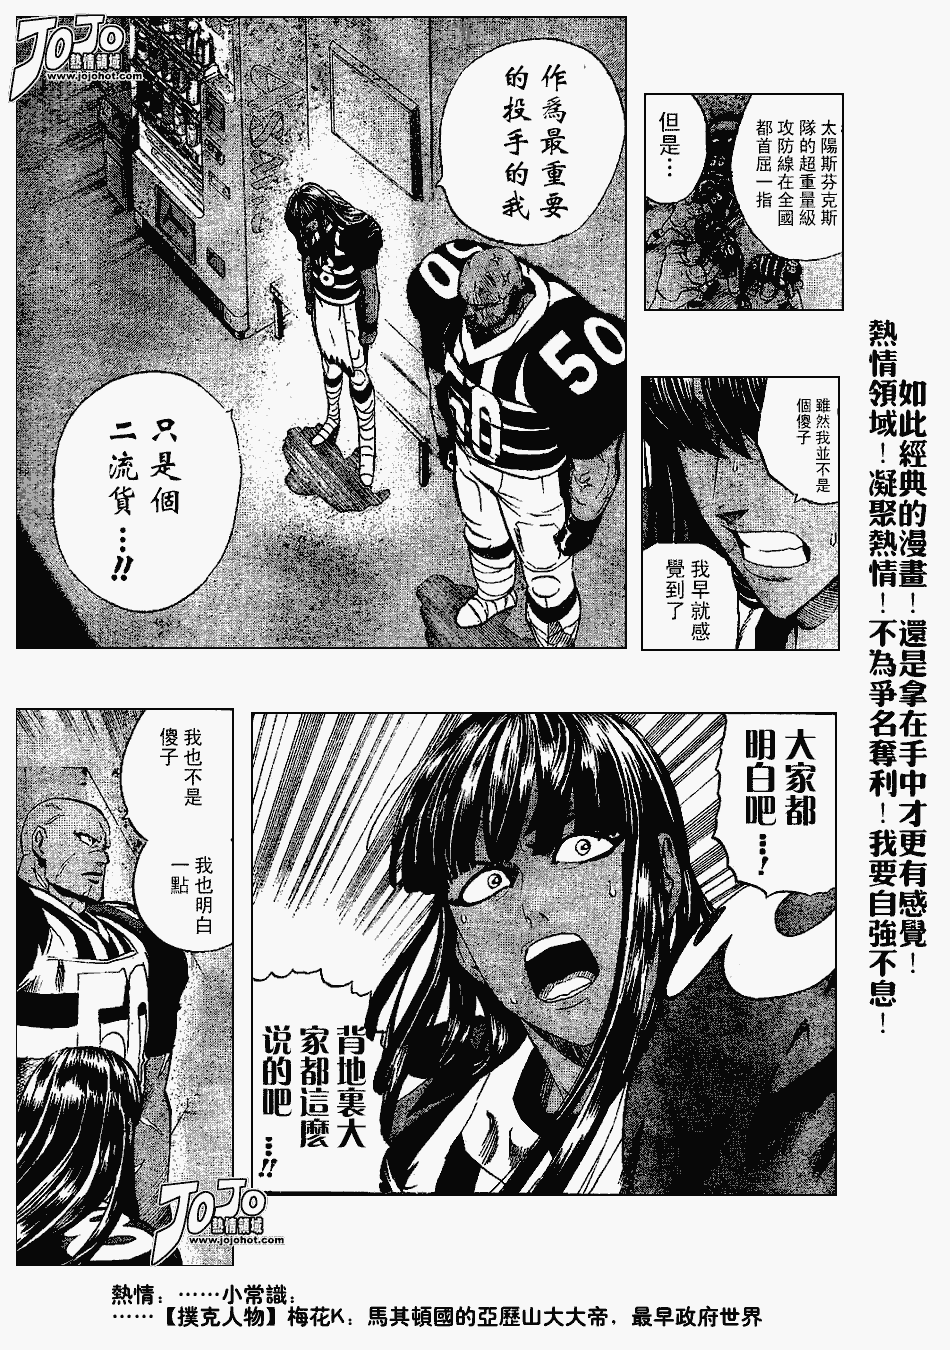 JOJO
熱情領域
www.jojohot.com
太陽斯芬克斯
隊的超重量級
攻防線在全國
都首屈一指
但是…
作為最重要
的投手的我
只是個
二流貨…!!
雖然我並不是
個傻子
我早就感
覺到了
大家都
明白吧…!
背地裏大
家都這麼
说的吧…!!
我也不是
傻子
我也明白
一點
50
JOJO
熱情領域
www.jojohot.com
如此經典的漫畫！還是拿在手中才更有感覺！
熱情領域！凝聚熱情！不為爭名奪利！我要自強不息！
熱情：……小常識：
……【撲克人物】梅花K：馬其頓國的亞歷山大大帝，最早政府世界